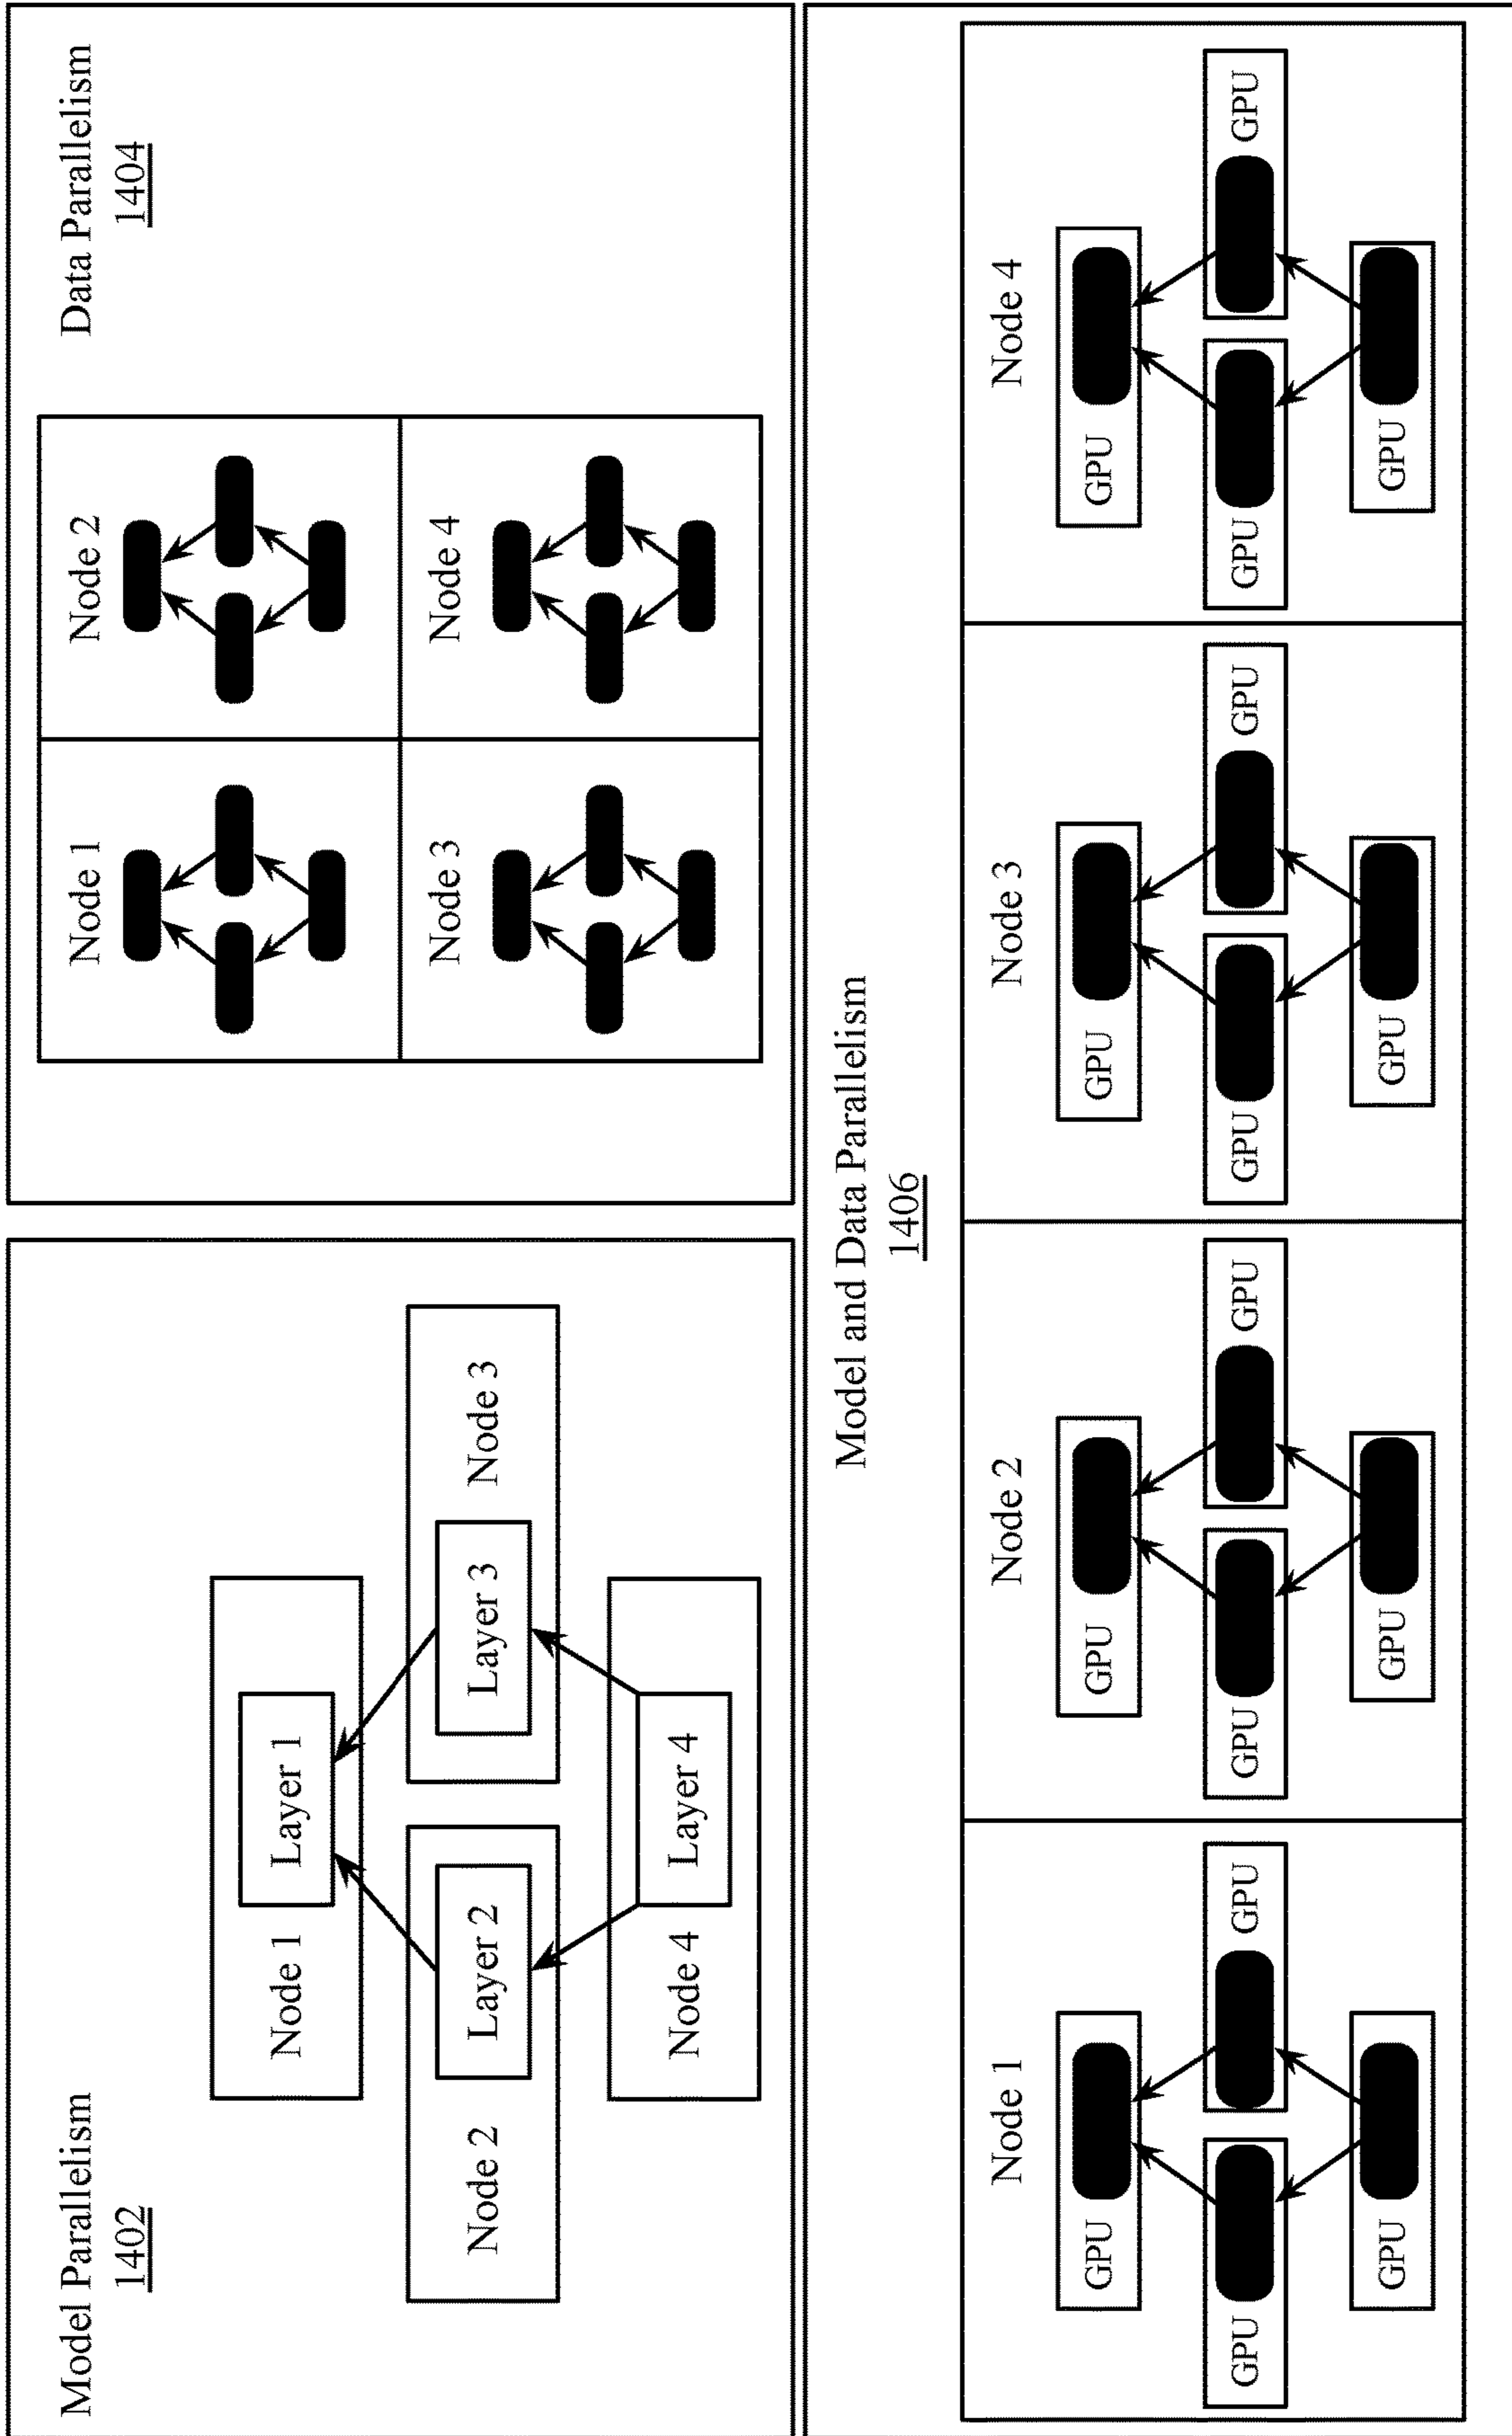 Model Parallelism
1402
Node 1
Layer 1
Node 2
Layer 2
Layer 3
Node 3
Node 4
Layer 4
Data Parallelism
1404
Node 1
Node 2
Node 3
Node 4
Model and Data Parallelism
1406
Node 1
GPU
GPU
GPU
GPU
Node 2
GPU
GPU
GPU
GPU
Node 3
GPU
GPU
GPU
GPU
Node 4
GPU
GPU
GPU
GPU